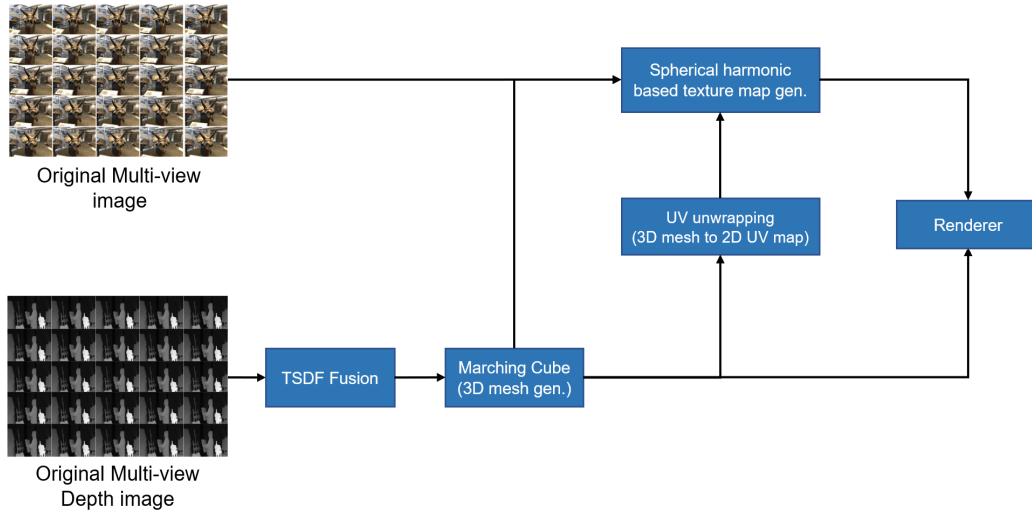 Original Multi-view
image
Spherical harmonic
based texture map gen.
UV unwrapping
(3D mesh to 2D UV map)
Renderer
TSDF Fusion
Marching Cube
(3D mesh gen.)
Original Multi-view
Depth image